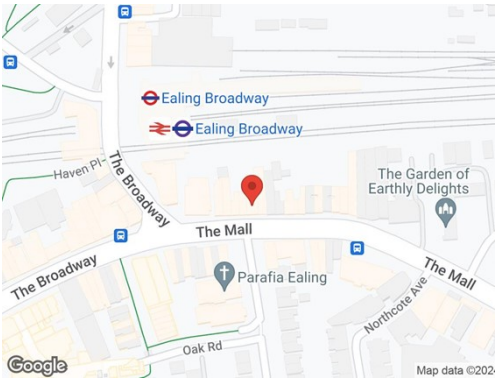 Ealing Broadway
Ealing Broadway
Haven Pl
The Broadway
The Garden of
Earthly Delights
The Mall
The Broadway
The Mall
Parafia Ealing
Northcote Ave
Oak Rd
Google
Map data ©2024